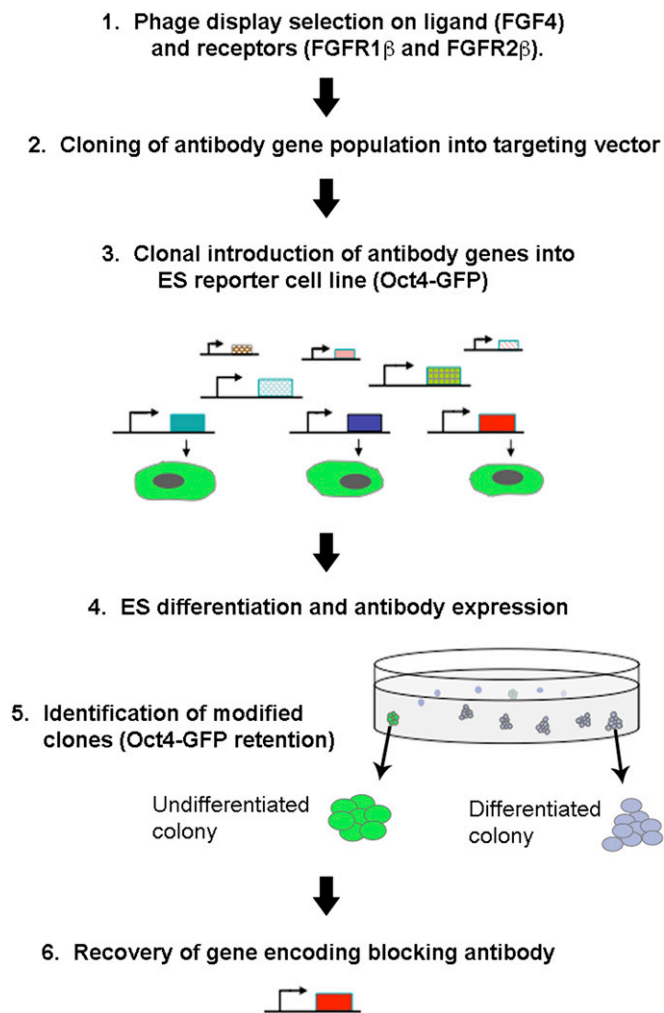 1. Phage display selection on ligand (FGF4)
and receptors (FGFR1β and FGFR2β).
2. Cloning of antibody gene population into targeting vector
3. Clonal introduction of antibody genes into
ES reporter cell line (Oct4-GFP)
4. ES differentiation and antibody expression
5. Identification of modified
clones (Oct4-GFP retention)
Undifferentiated
colony
Differentiated
colony
6. Recovery of gene encoding blocking antibody